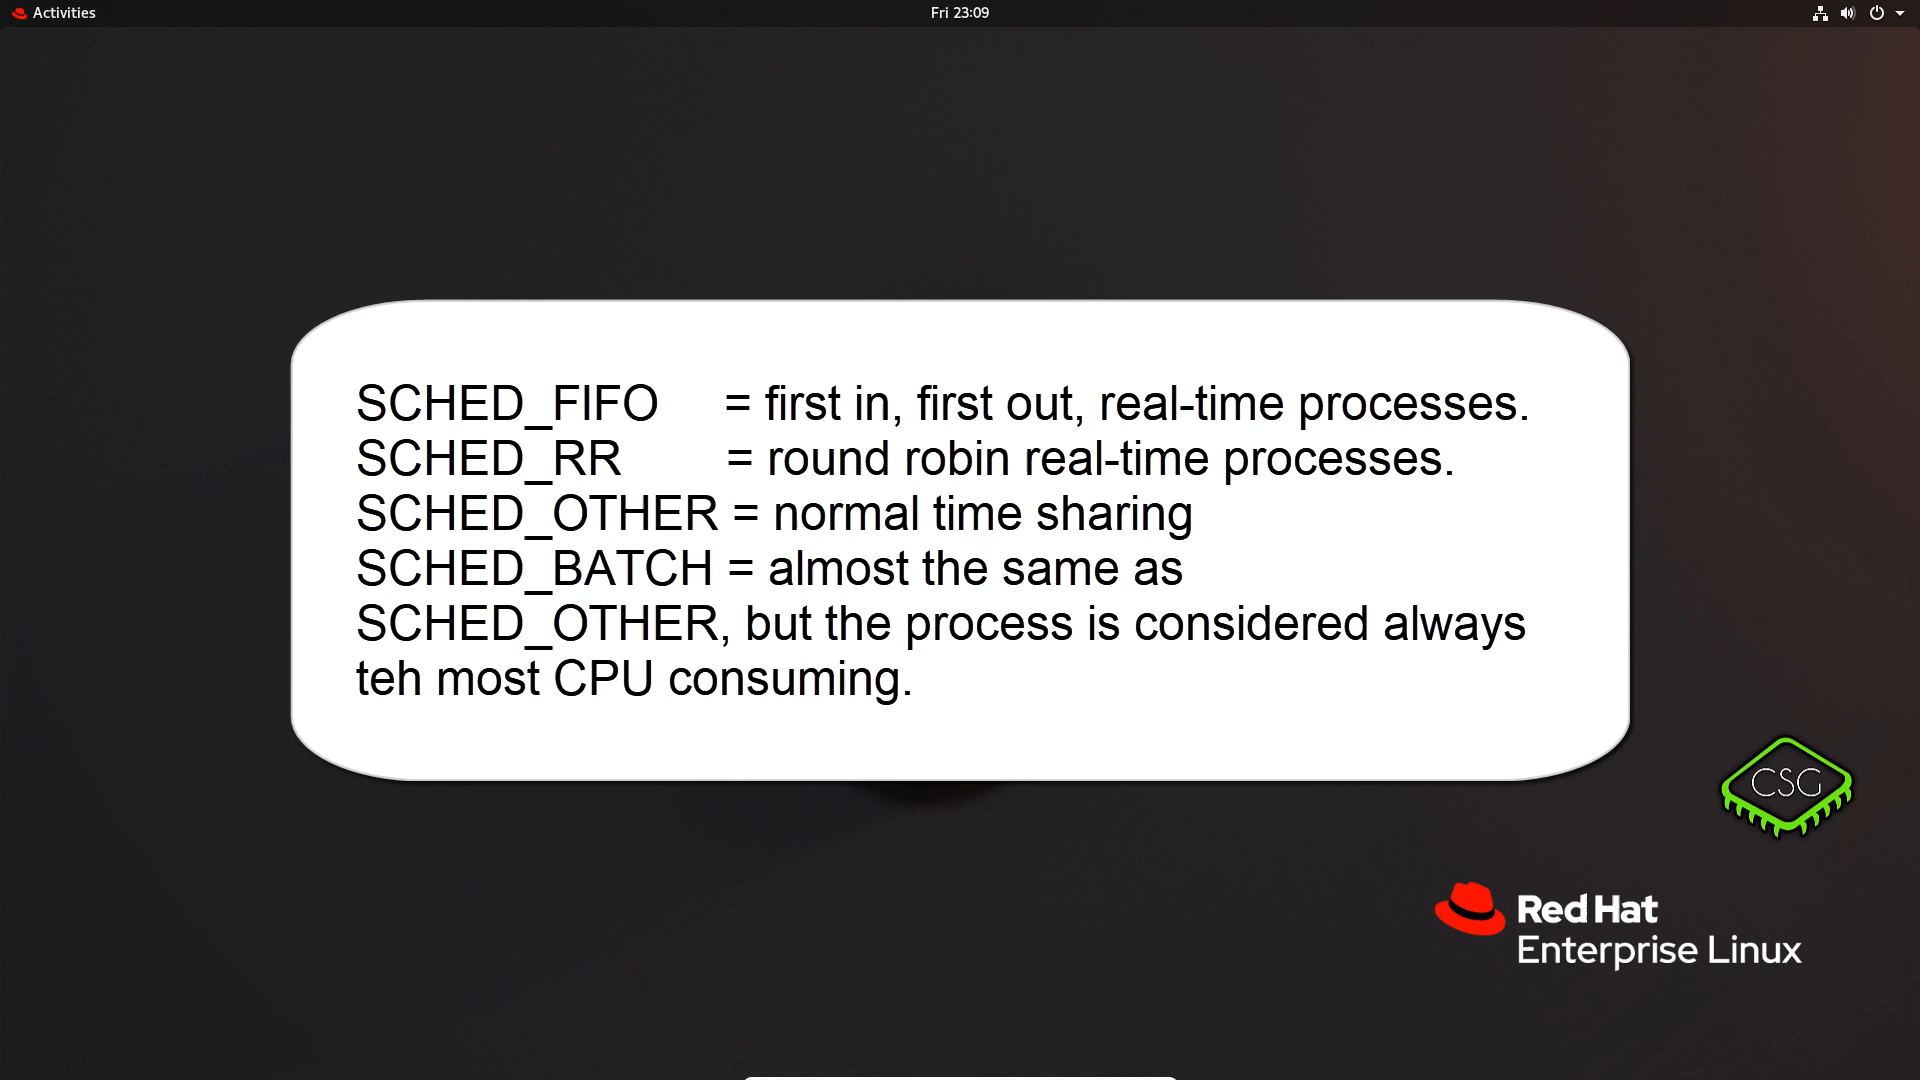 Activities
Fri 23:09
SCHED_FIFO = first in, first out, real-time processes.
SCHED_RR = round robin real-time processes.
SCHED_OTHER = normal time sharing
SCHED_BATCH = almost the same as
SCHED_OTHER, but the process is considered always
teh most CPU consuming.
CSG
Red Hat
Enterprise Linux